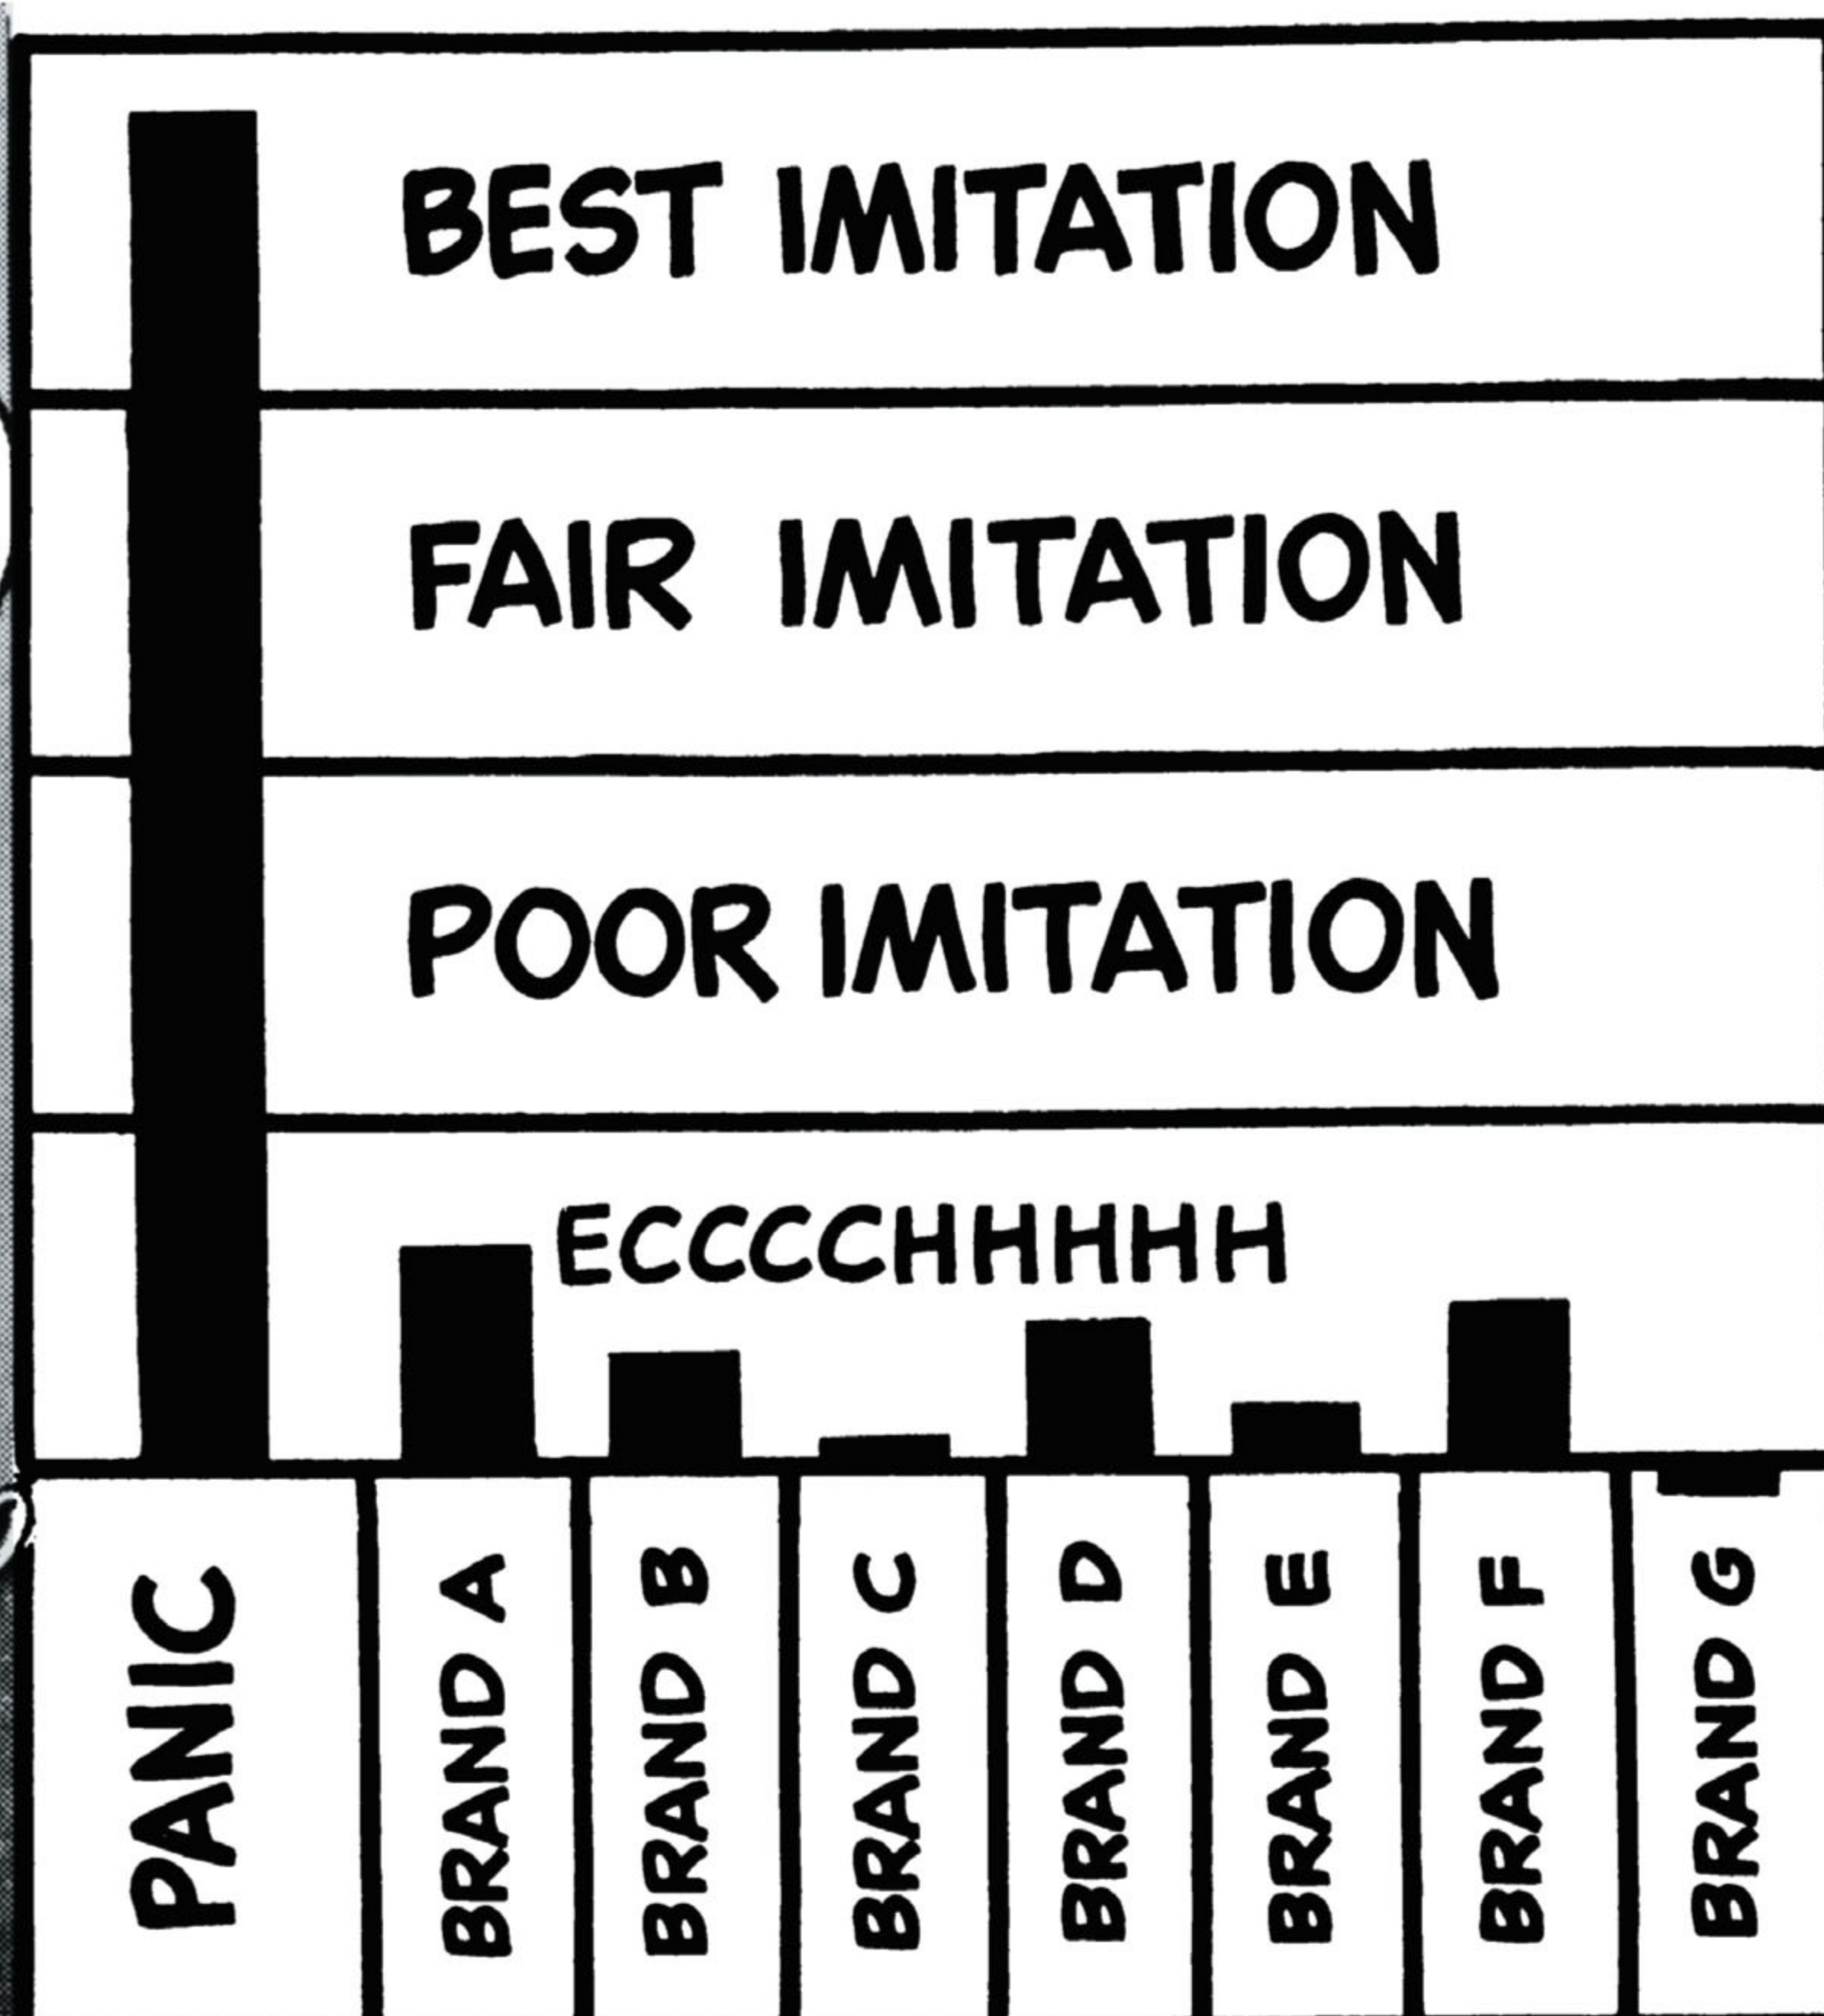 BEST IMITATION
FAIR IMITATION
POOR IMITATION
ECCCCHHHHH
PANIC
BRAND A
BRAND B
BRAND C
BRAND D
BRAND E
BRAND F
BRAND G